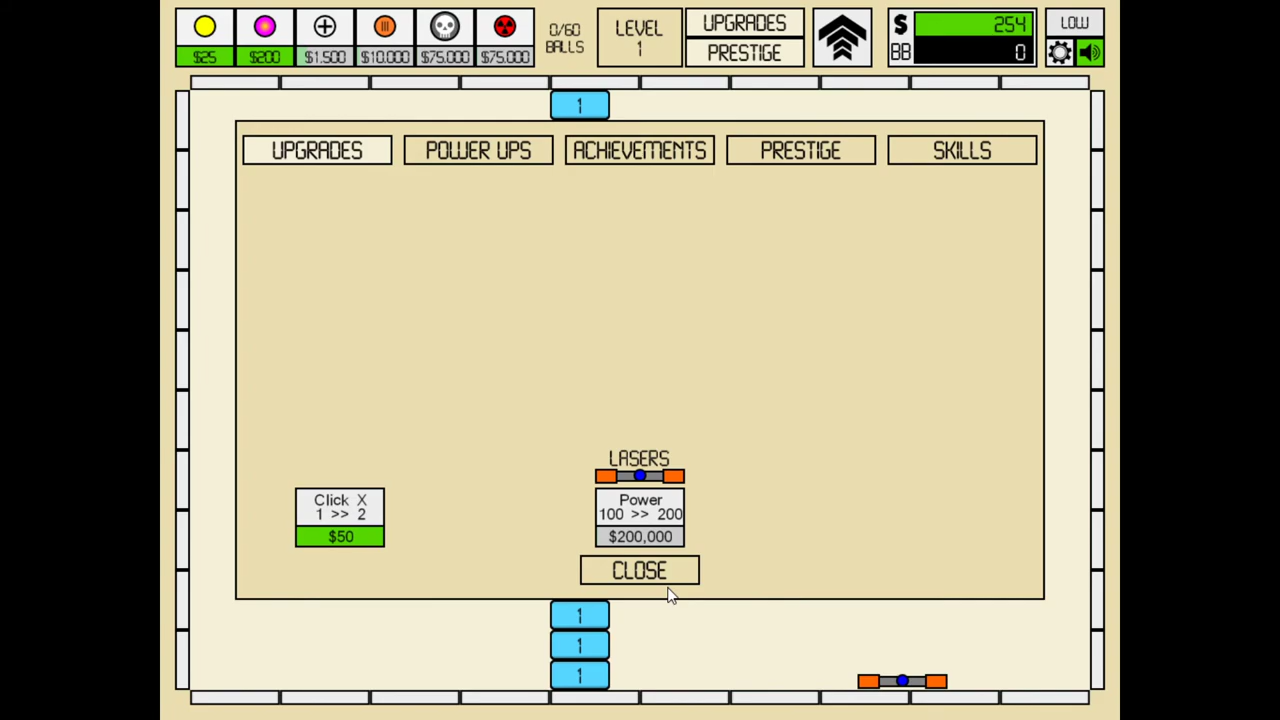 $25 $200 $1.500 $10.000 $75.000 $75.000
0/60
BALLS
LEVEL
1
UPGRADES
PRESTIGE
$ 254
BB 0
LOW
1
UPGRADES POWER UPS ACHIEVEMENTS PRESTIGE SKILLS
LASERS
Click X
1 >> 2
$50
Power
100 >> 200
$200,000
CLOSE
1
1
1